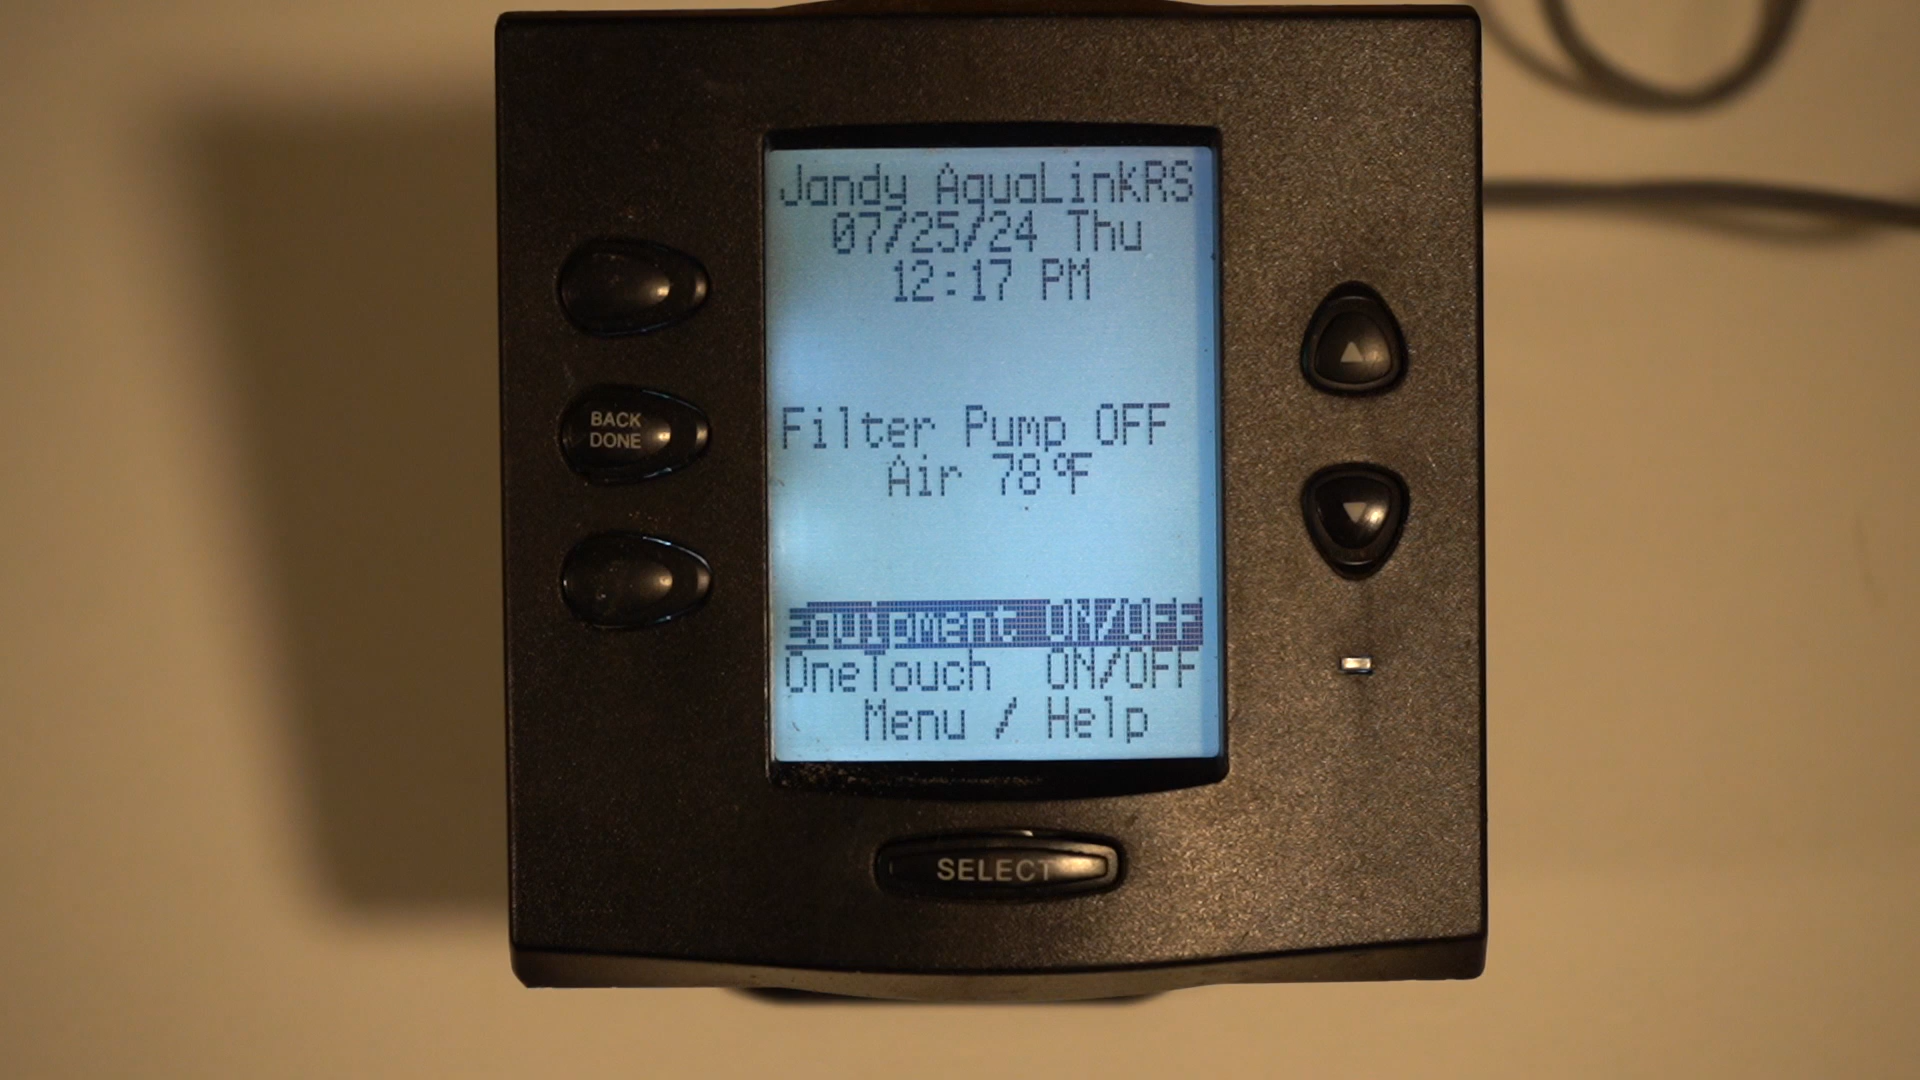 Jandy AquaLinkRS
07/25/24 Thu
12:17 PM
BACK
DONE
Filter Pump OFF
Air 78°F
Equipment ON/OFF
OneTouch ON/OFF
Menu / Help
SELECT